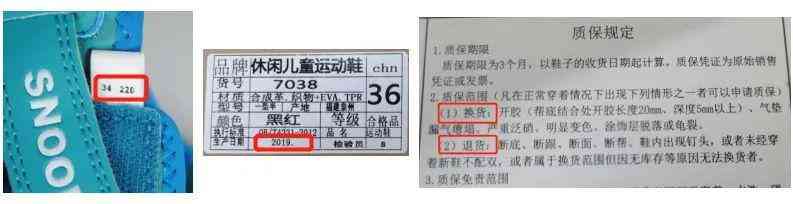 SNOO
34 220
品牌 休闲儿童运动鞋 chn
货号 7038
材质 合成革、织物+EVA、TPR 36
型号 一型半 产地 福建泉州
颜色 黑红 等级 合格品
执行标准 QB/T4331-2013 品名 运动鞋
生产日期 2019. 检验员 8
质保规定
1.质保期限
质保期限为3个月，以鞋子的收货日期起计算。质保凭证为原始销售
凭证或发票。
2.质保范围（凡在正常穿着情况下出现下列情形之一者可以申请质保）
（1）换货：开胶（帮底结合处开胶长度20mm、深度5mm以上）、气垫
漏气塌陷、严重泛硝、明显变色、涂饰层脱落或龟裂。
（2）退货：断底、断跟、断面、断帮、鞋内出现钉头，或者未经穿
着新鞋不配双，或者属于换货范围但因无库存等原因无法换货者。
3.质保免责范围